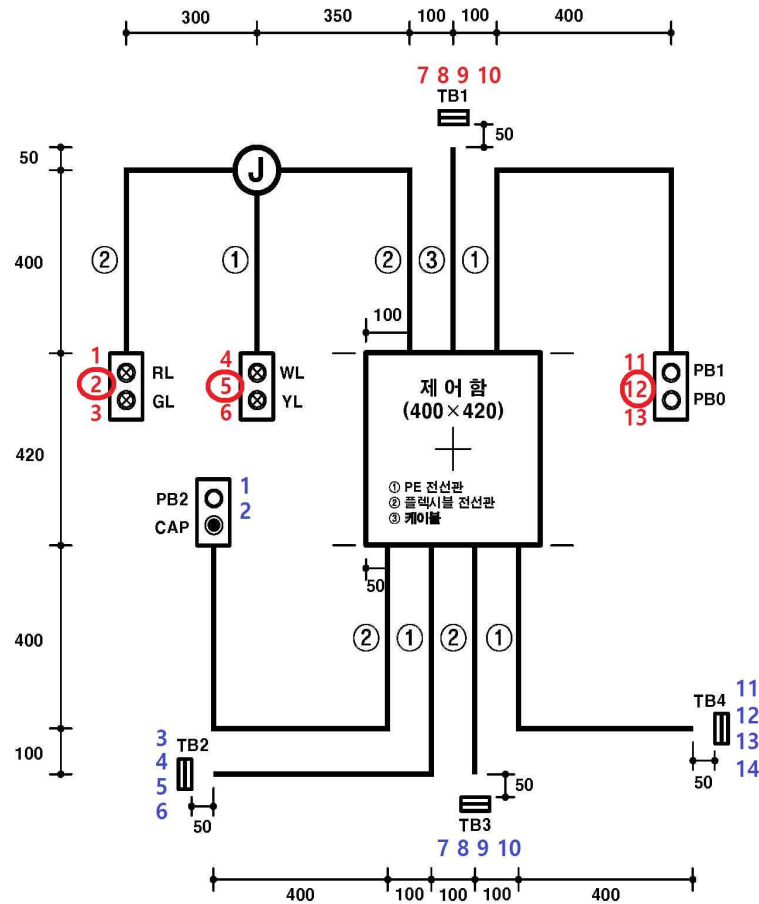 300 350 100 100 400
7 8 9 10
TB1
50
50
J
400
② ① ② ③ ①
100
1 RL
2
3 GL
4 WL
5
6 YL
11 PB1
12
13 PB0
제어함
(400×420)
① PE 전선관
② 플렉시블 전선관
③ 케이블
420
PB2 1
CAP 2
50
400
② ① ② ①
100
3 TB2
4
5
6
50
50
TB3
7 8 9 10
TB4 11
12
13
14
50
400 100 100 100 400